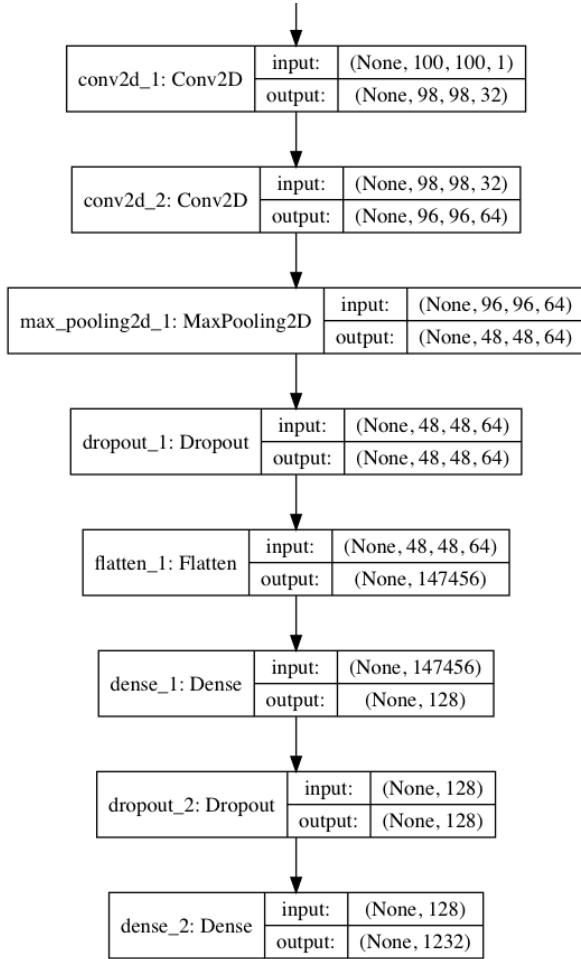 conv2d_1: Conv2D
input: (None, 100, 100, 1)
output: (None, 98, 98, 32)
conv2d_2: Conv2D
input: (None, 98, 98, 32)
output: (None, 96, 96, 64)
max_pooling2d_1: MaxPooling2D
input: (None, 96, 96, 64)
output: (None, 48, 48, 64)
dropout_1: Dropout
input: (None, 48, 48, 64)
output: (None, 48, 48, 64)
flatten_1: Flatten
input: (None, 48, 48, 64)
output: (None, 147456)
dense_1: Dense
input: (None, 147456)
output: (None, 128)
dropout_2: Dropout
input: (None, 128)
output: (None, 128)
dense_2: Dense
input: (None, 128)
output: (None, 1232)